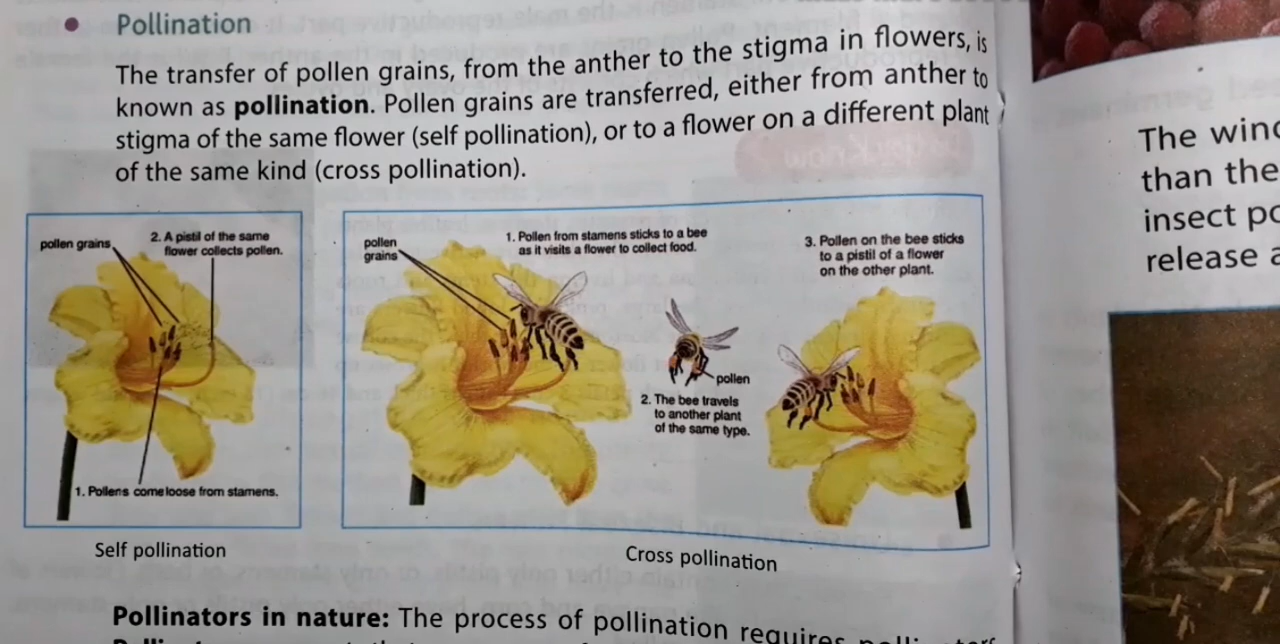 Pollination
The transfer of pollen grains, from the anther to the stigma in flowers, is
known as pollination. Pollen grains are transferred, either from anther to
stigma of the same flower (self pollination), or to a flower on a different plant
of the same kind (cross pollination).
pollen grains
2. A pistil of the same
flower collects pollen.
1. Pollens come loose from stamens.
Self pollination
pollen
grains
1. Pollen from stamens sticks to a bee
as it visits a flower to collect food.
pollen
2. The bee travels
to another plant
of the same type.
3. Pollen on the bee sticks
to a pistil of a flower
on the other plant.
Cross pollination
Pollinators in nature: The process of pollination requires
The
than the
insect
release